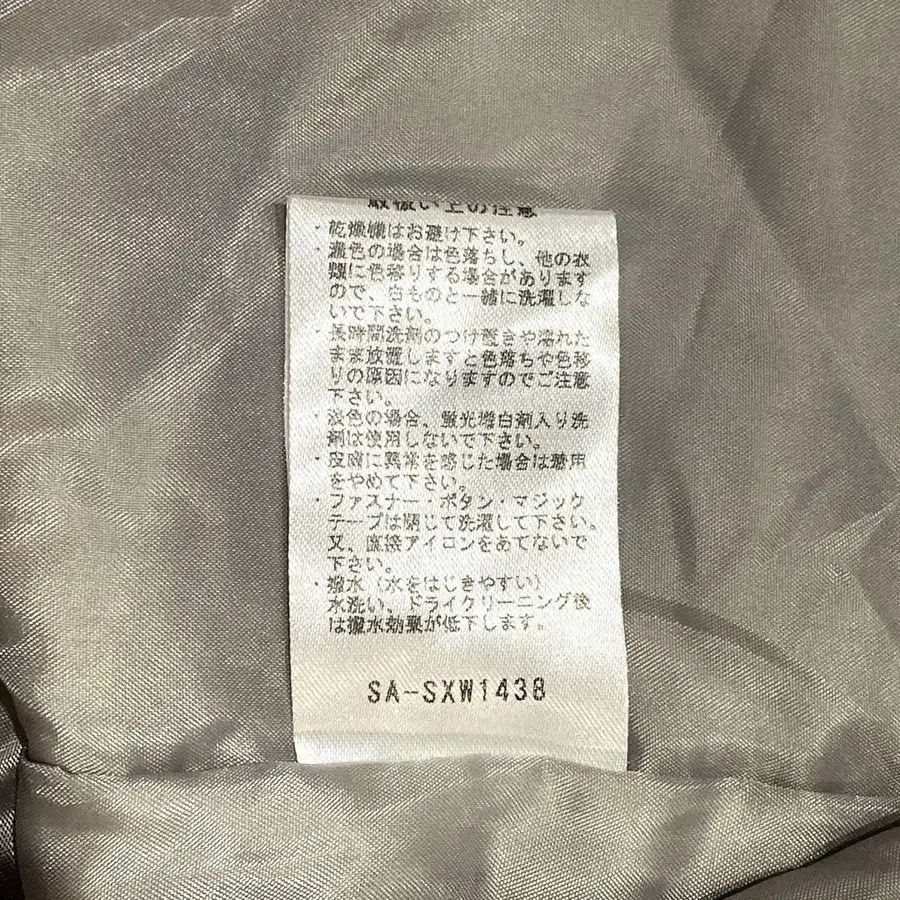 取扱い上の注意
・乾燥機はお避け下さい。
・濃色の場合は色落ちし、他の衣
類に色移りする場合があります
ので、白ものと一緒に洗濯しな
いで下さい。
・長時間洗剤のつけ置きや濡れた
まま放置しますと色落ちや色移
りの原因になりますのでご注意
下さい。
・淡色の場合、蛍光増白剤入り洗
剤は使用しないで下さい。
・皮膚に異常を感じた場合は着用
をやめて下さい。
・ファスナー・ボタン・マジック
テープは閉じて洗濯して下さい。
又、直接アイロンをあてないで
下さい。
・撥水（水をはじきやすい）
水洗い、ドライクリーニング後
は撥水効果が低下します。
SA-SXW1438